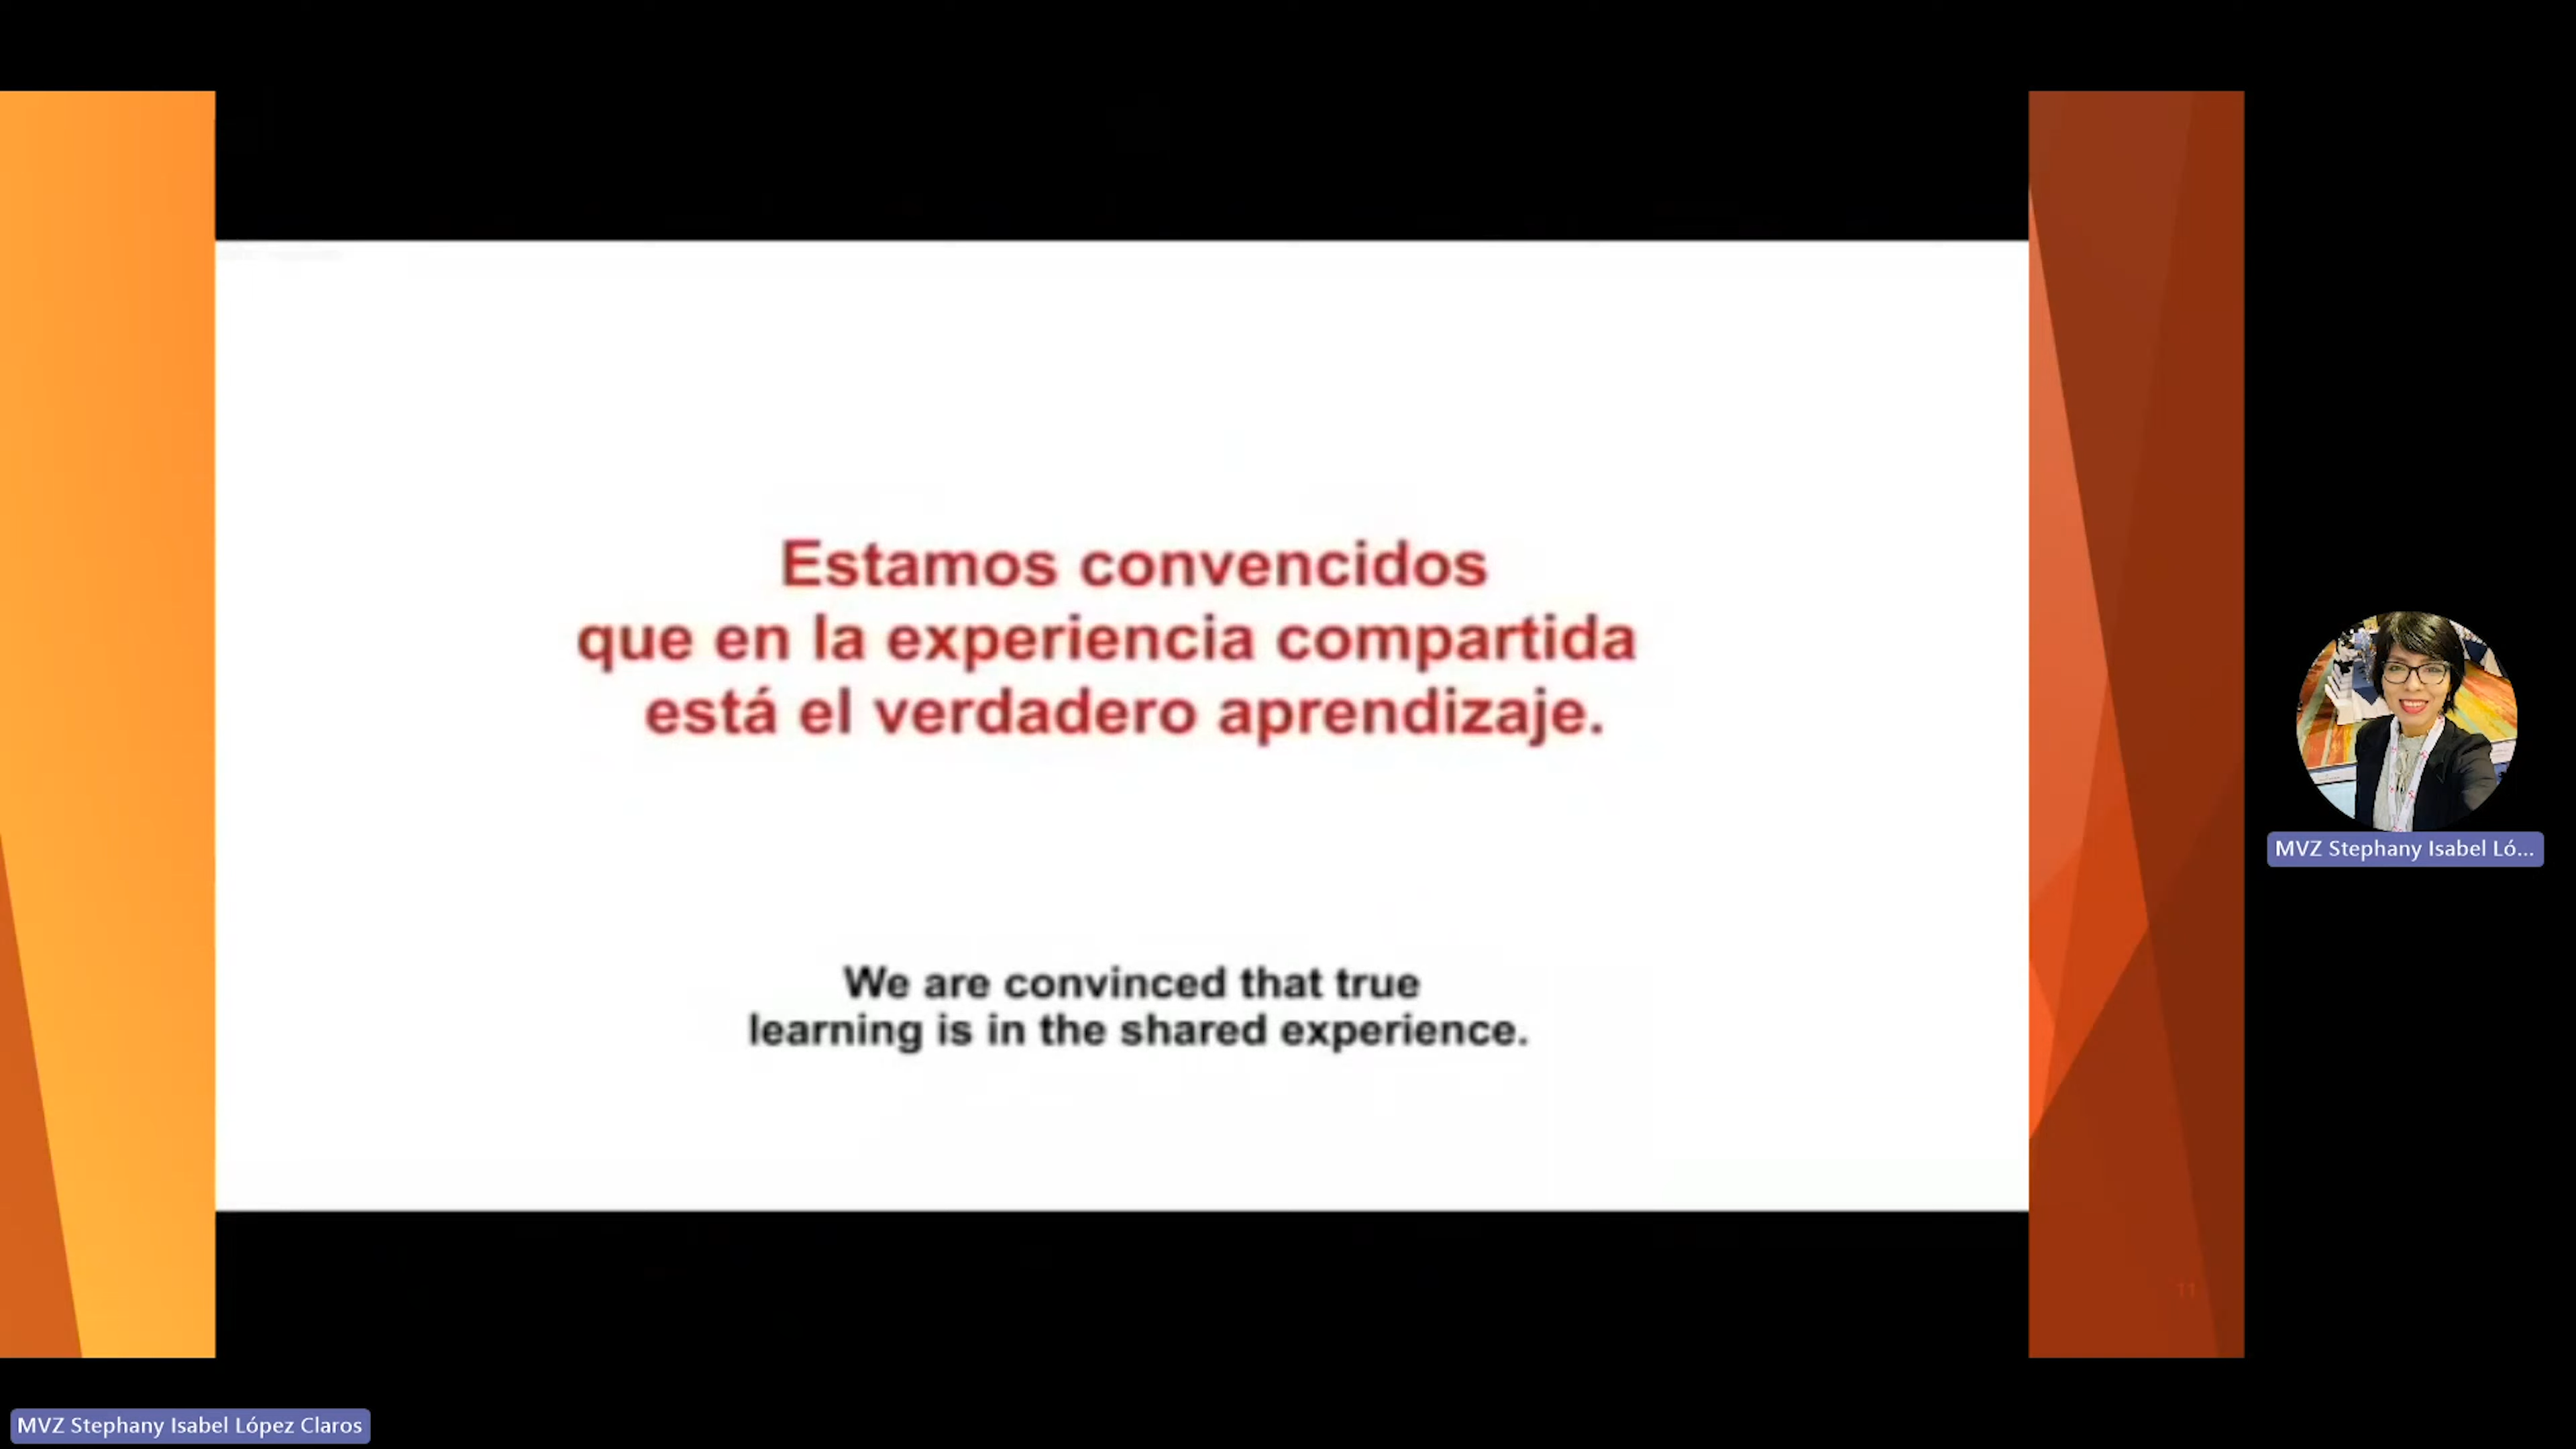 Estamos convencidos
que en la experiencia compartida
está el verdadero aprendizaje.
We are convinced that true
learning is in the shared experience.
11
MVZ Stephany Isabel Ló...
MVZ Stephany Isabel López Claros